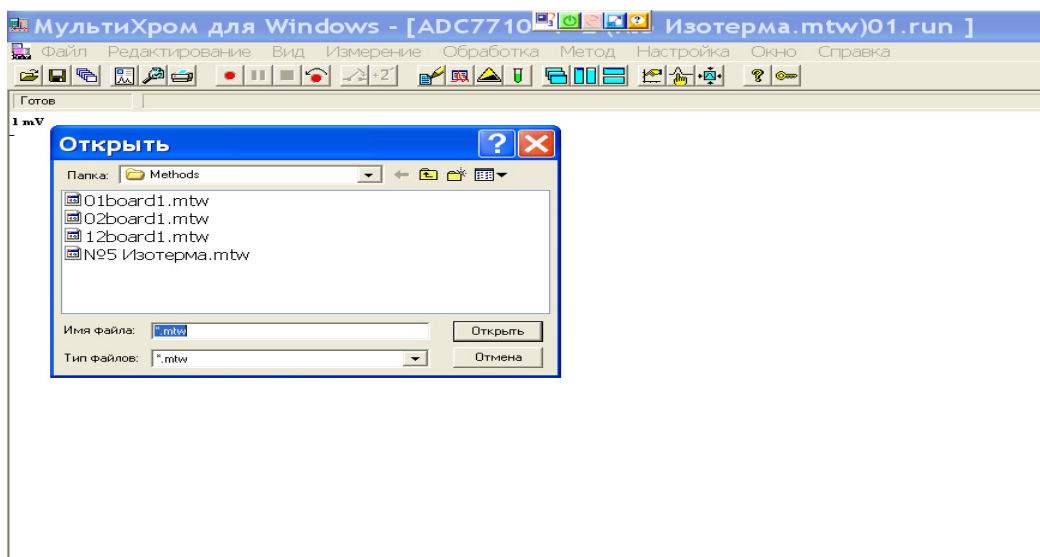 МультиХром для Windows - [ADC7710 Изотерма.mtw)01.run ]
Файл Редактирование Вид Измерение Обработка Метод Настройка Окно Справка
Готов
1 mV
Открыть
Папка: Methods
01board1.mtw
02board1.mtw
12board1.mtw
№5 Изотерма.mtw
Имя файла: *.mtw Открыть
Тип файлов: *.mtw Отмена